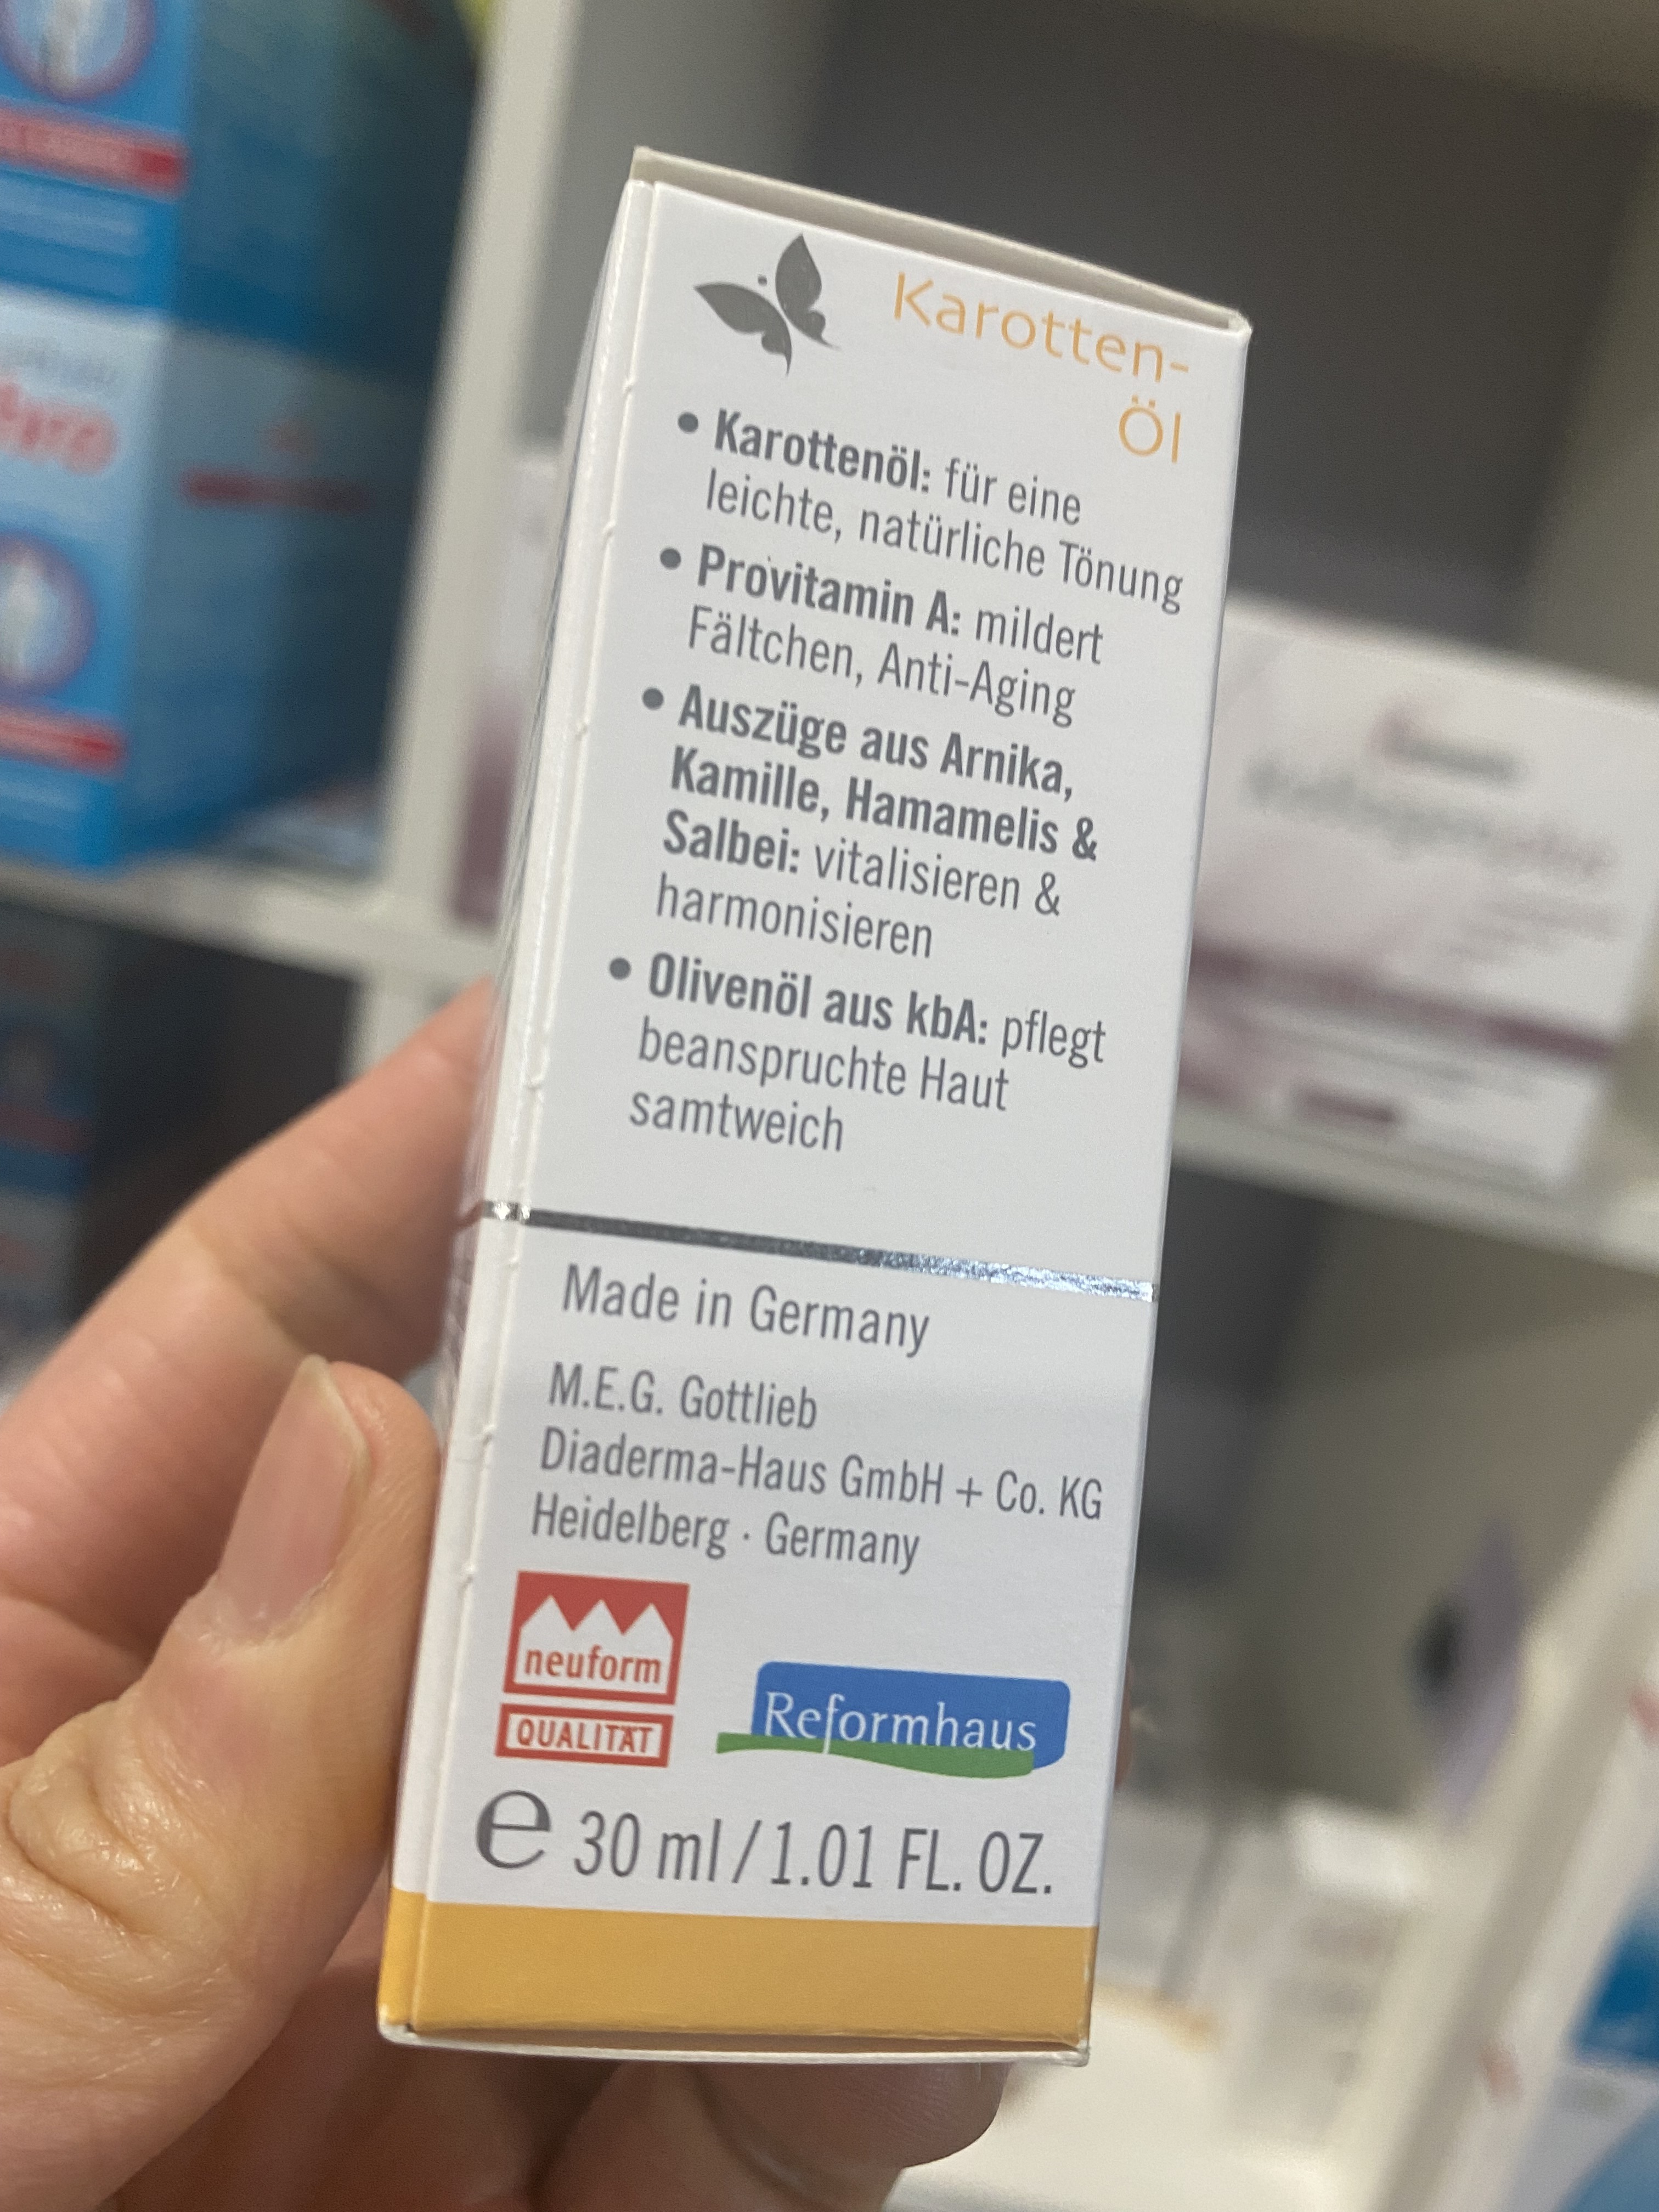 Karotten-
Öl
• Karottenöl: für eine
leichte, natürliche Tönung
• Provitamin A: mildert
Fältchen, Anti-Aging
• Auszüge aus Arnika,
Kamille, Hamamelis &
Salbei: vitalisieren &
harmonisieren
• Olivenöl aus kbA: pflegt
beanspruchte Haut
samtweich
Made in Germany
M.E.G. Gottlieb
Diaderma-Haus GmbH + Co. KG
Heidelberg · Germany
neuform
QUALITÄT
Reformhaus
e 30 ml / 1.01 FL. OZ.